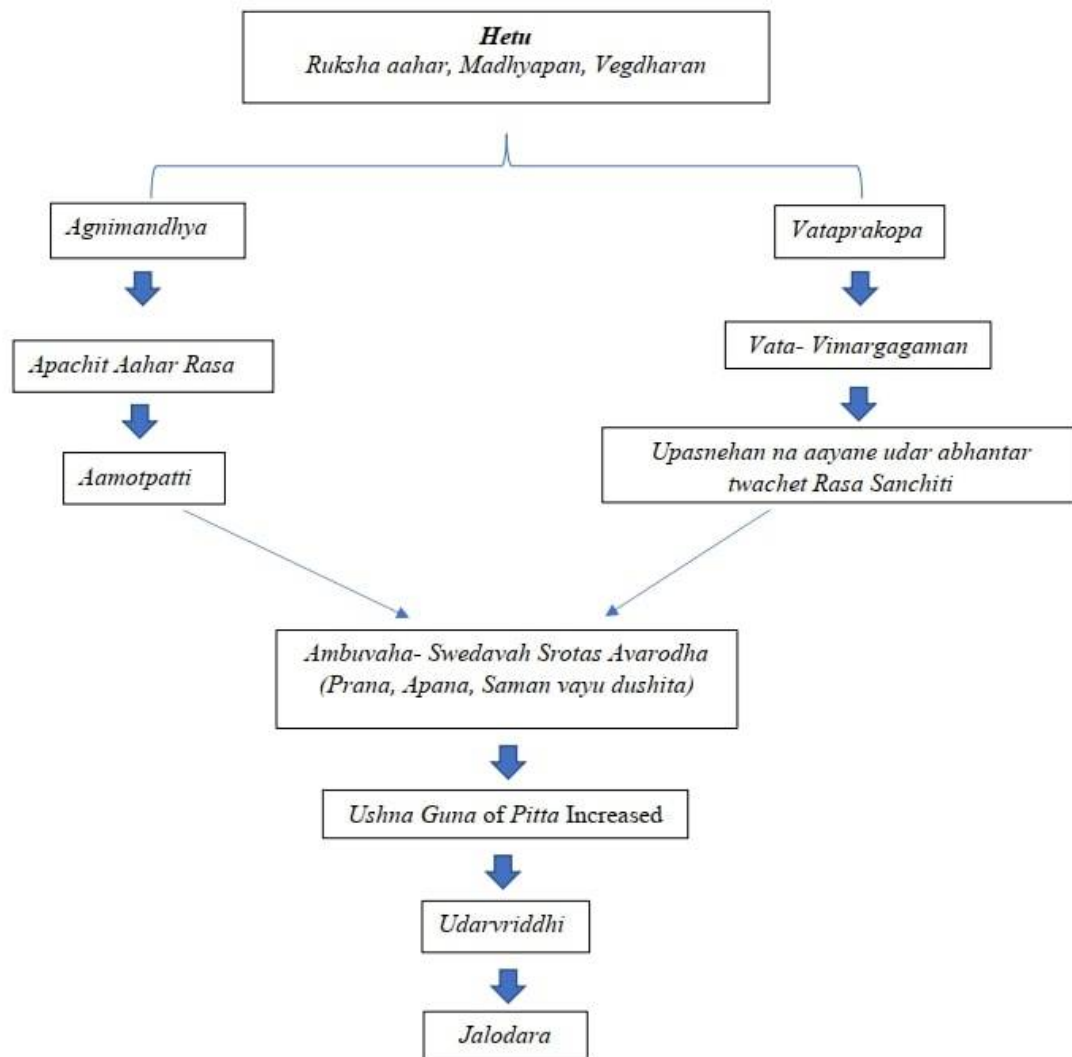 Hetu
Ruksha aahar, Madhyapan, Vegdharan
Agnimandhya
Vataprakopa
Apachit Aahar Rasa
Vata- Vimargagaman
Aamotpatti
Upasnehan na aayane udar abhantar
twachet Rasa Sanchiti
Ambuvaha- Swedavah Srotas Avarodha
(Prana, Apana, Saman vayu dushita)
Ushna Guna of Pitta Increased
Udarvriddhi
Jalodara